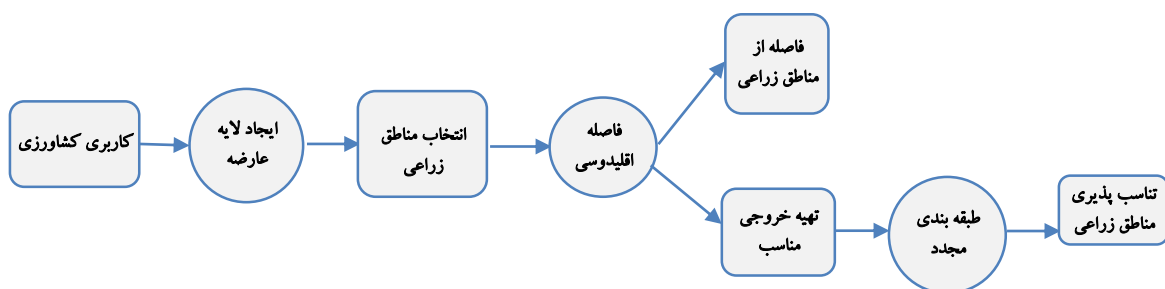 کاربری کشاورزی
ایجاد لایه
عارضه
انتخاب مناطق
زراعی
فاصله
اقلیدوسی
فاصله از
مناطق زراعی
تهیه خروجی
مناسب
طبقه بندی
مجدد
تناسب پذیری
مناطق زراعی